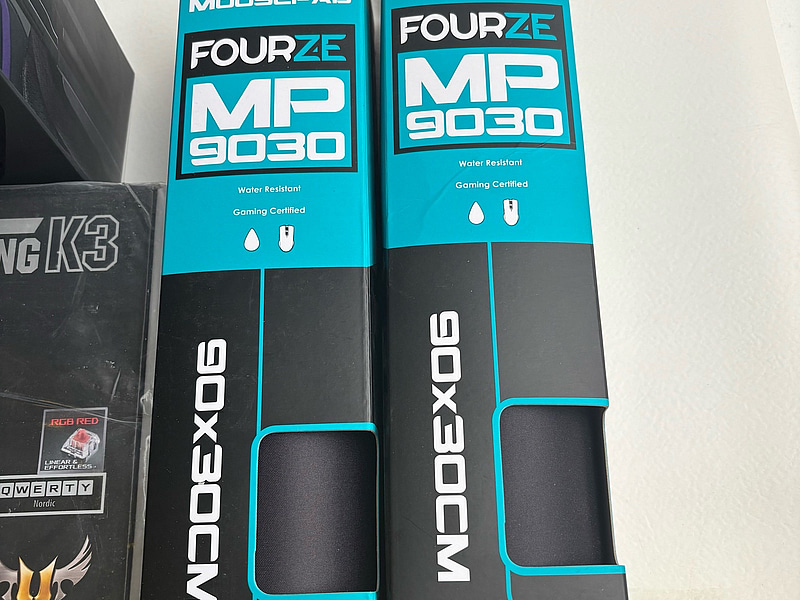 MOUSEPAD
FOURZE
MP
9030
Water Resistant
Gaming Certified
90x30CM
FOURZE
MP
9030
Water Resistant
Gaming Certified
90x30CM
NG K3
RGB RED
LINEAR &
EFFORTLESS
QWERTY
Nordic